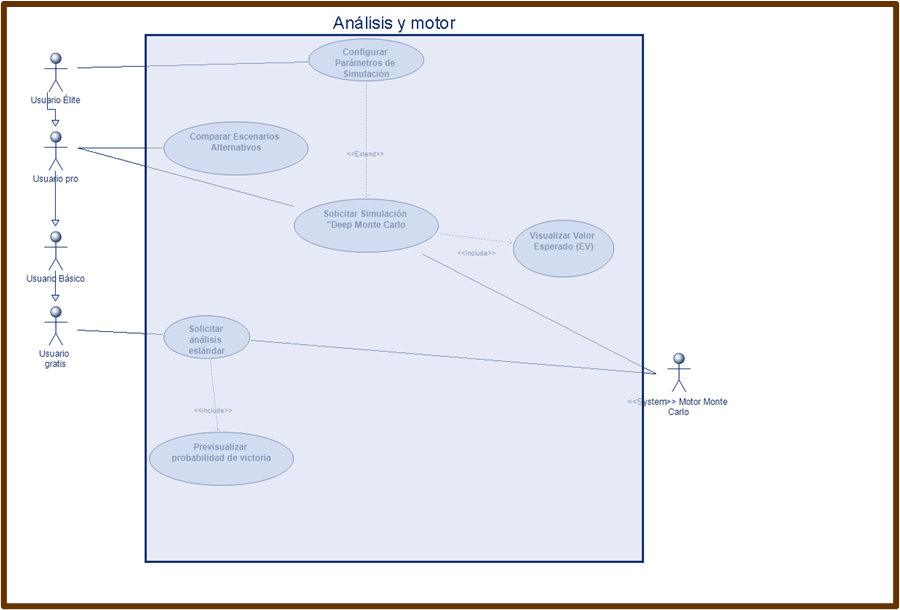 Análisis y motor
Configurar
Parámetros de
Simulación
Usuario Élite
Comparar Escenarios
Alternativos
<<Extend>>
Usuario pro
Solicitar Simulación
"Deep Monte Carlo
Visualizar Valor
Esperado (EV)
<<Include>>
Usuario Básico
Solicitar
análisis
estándar
Usuario
gratis
<<System>> Motor Monte
Carlo
<<Include>>
Previsualizar
probabilidad de victoria